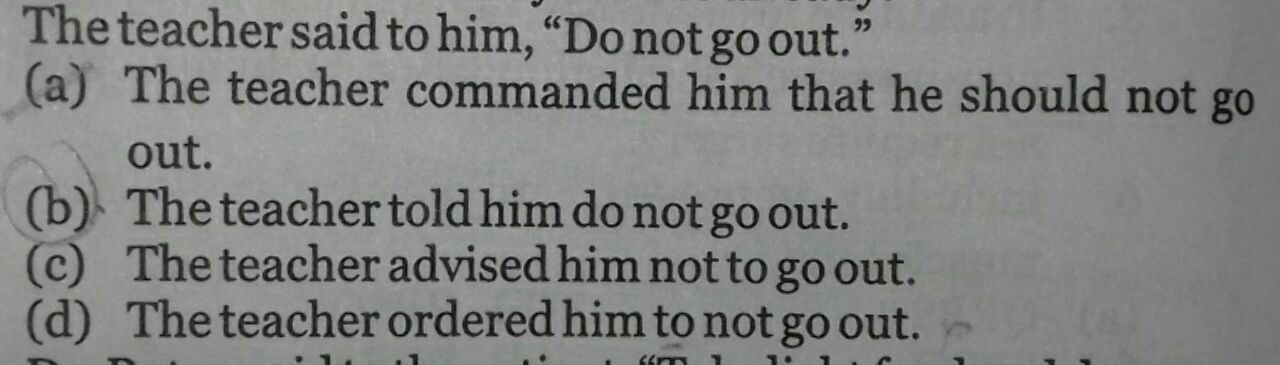 The teacher said to him, “Do not go out.”
(a) The teacher commanded him that he should not go
out.
(b) The teacher told him do not go out.
(c) The teacher advised him not to go out.
(d) The teacher ordered him to not go out.